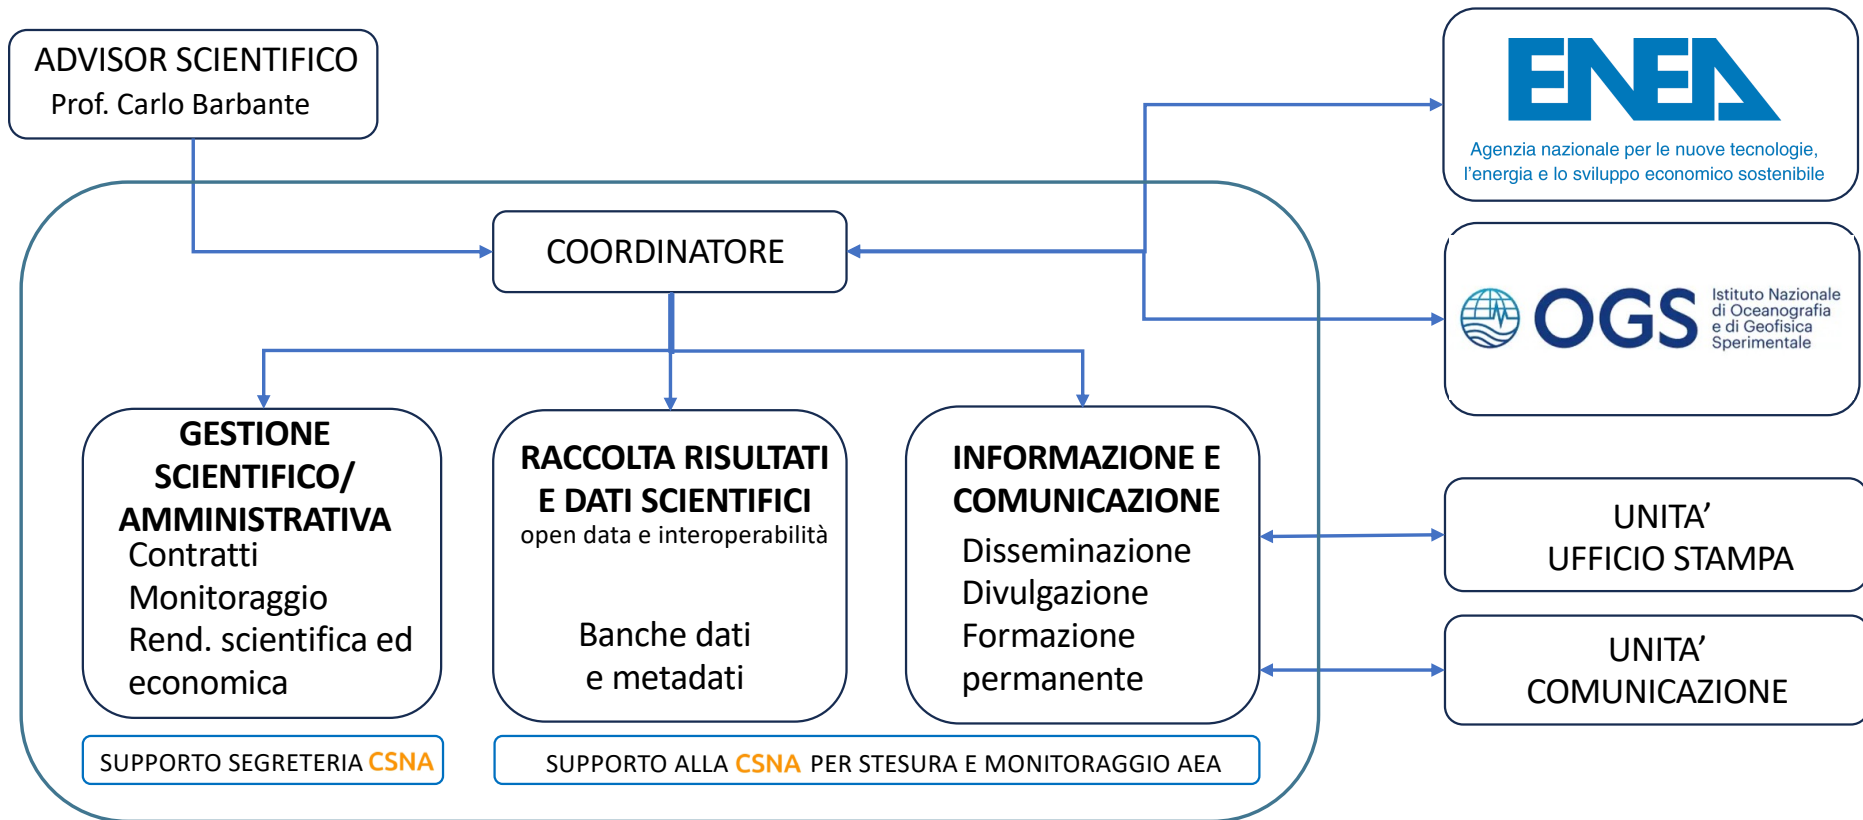 ADVISOR SCIENTIFICO
Prof. Carlo Barbante
ENEA
Agenzia nazionale per le nuove tecnologie,
l'energia e lo sviluppo economico sostenibile
COORDINATORE
OGS
Istituto Nazionale
di Oceanografia
e di Geofisica
Sperimentale
GESTIONE
SCIENTIFICO/
AMMINISTRATIVA
Contratti
Monitoraggio
Rend. scientifica ed
economica
RACCOLTA RISULTATI
E DATI SCIENTIFICI
open data e interoperabilità
Banche dati
e metadati
INFORMAZIONE E
COMUNICAZIONE
Disseminazione
Divulgazione
Formazione
permanente
UNITA’
UFFICIO STAMPA
UNITA’
COMUNICAZIONE
SUPPORTO SEGRETERIA CSNA
SUPPORTO ALLA CSNA PER STESURA E MONITORAGGIO AEA